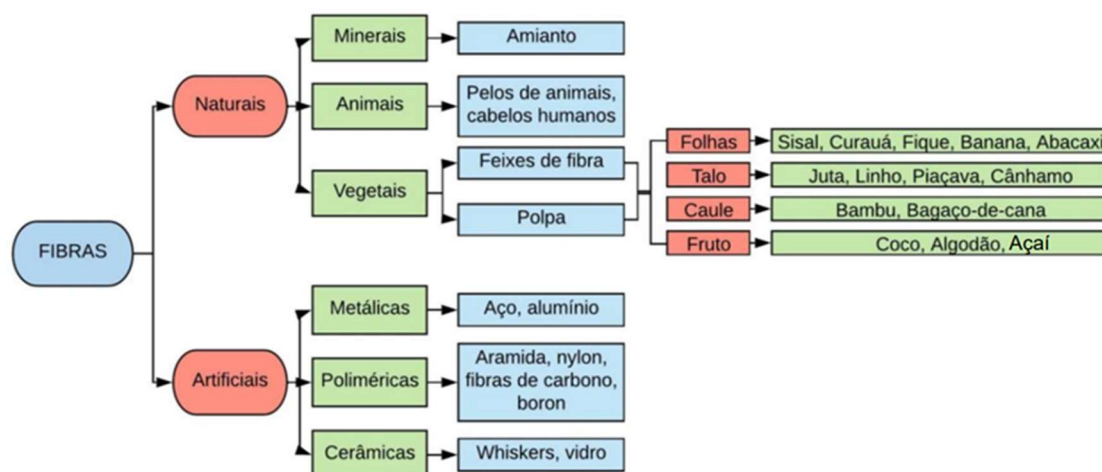 FIBRAS
Naturais
Minerais
Amianto
Animais
Pelos de animais,
cabelos humanos
Vegetais
Feixes de fibra
Polpa
Folhas
Sisal, Curauá, Fique, Banana, Abacaxi
Talo
Juta, Linho, Piaçava, Cânhamo
Caule
Bambu, Bagaço-de-cana
Fruto
Coco, Algodão, Açaí
Artificiais
Metálicas
Aço, alumínio
Poliméricas
Aramida, nylon,
fibras de carbono,
boron
Cerâmicas
Whiskers, vidro